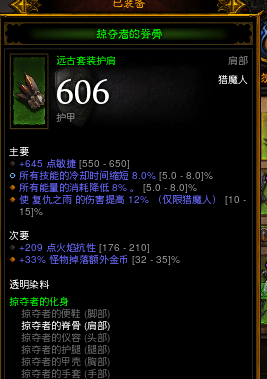 已装备
掠夺者的脊骨
远古套装护肩
肩部
猎魔人
606
护甲
主要
+645 点敏捷 [550 - 650]
所有技能的冷却时间缩短 8.0% [5.0 - 8.0]%
所有能量的消耗降低 8% 。 [5.0 - 8.0]%
使 复仇之雨 的伤害提高 12% （仅限猎魔人） [10 -
15]%
次要
+209 点火焰抗性 [176 - 210]
+33% 怪物掉落额外金币 [32 - 35]%
透明染料
掠夺者的化身
掠夺者的便鞋 (脚部)
掠夺者的脊骨 (肩部)
掠夺者的仪容 (头部)
掠夺者的护腿 (腿部)
掠夺者的甲壳 (胸部)
掠夺者的手套 (手部)